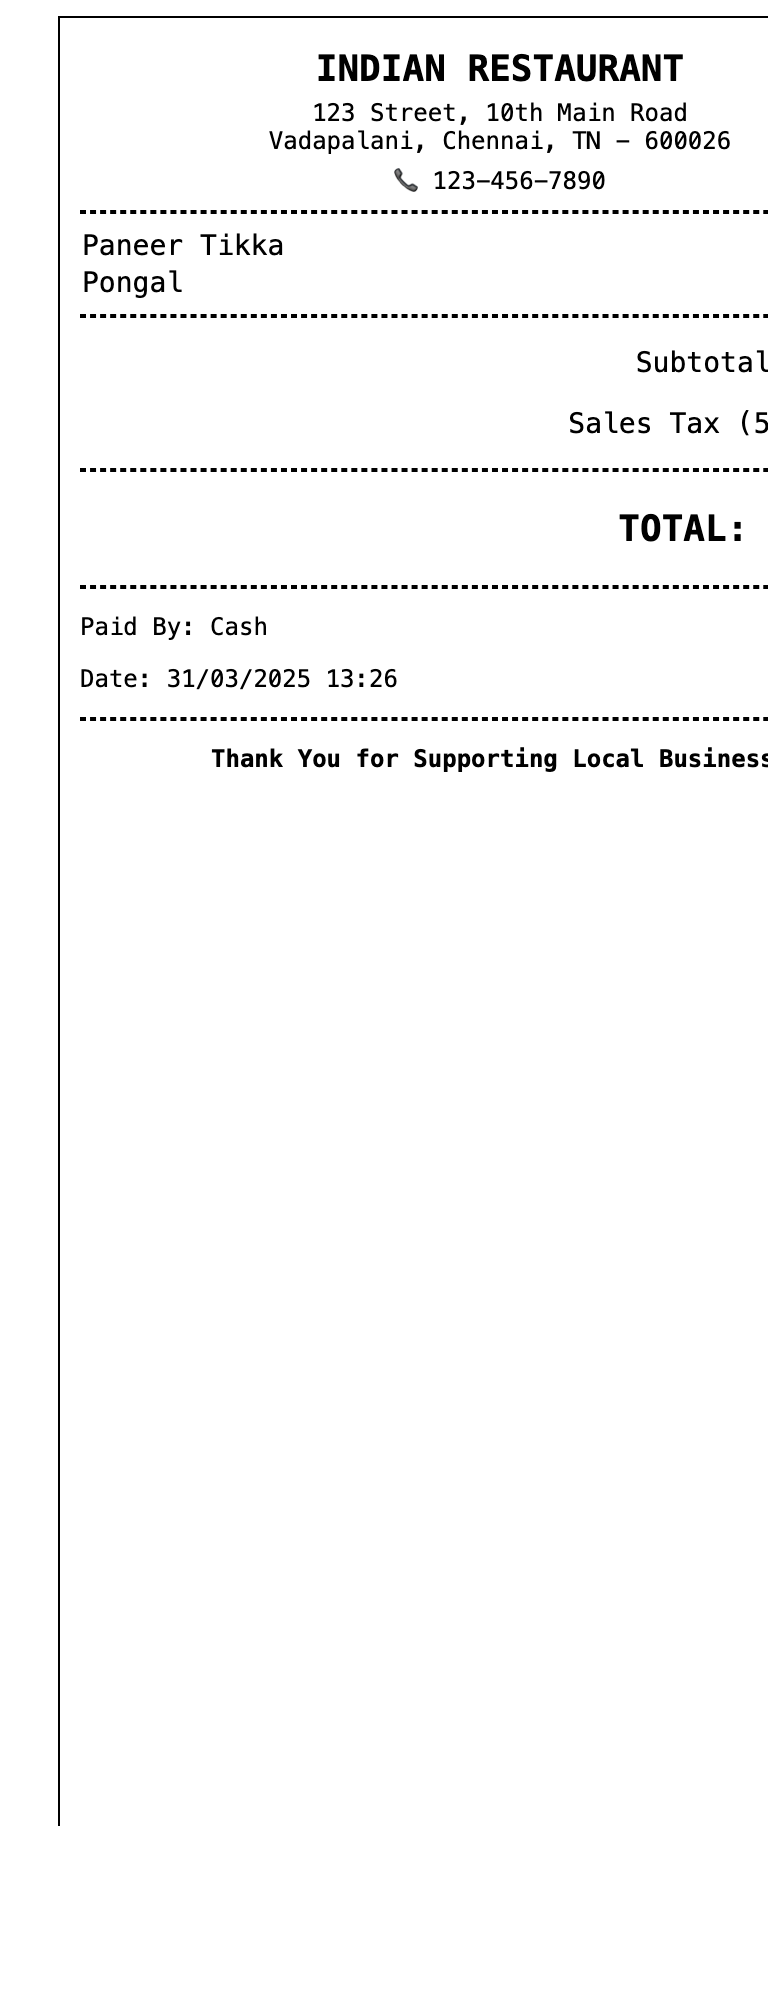 INDIAN RESTAURANT
123 Street, 10th Main Road
Vadapalani, Chennai, TN - 600026
📞 123-456-7890
Paneer Tikka
Pongal
Subtotal
Sales Tax (5
TOTAL:
Paid By: Cash
Date: 31/03/2025 13:26
Thank You for Supporting Local Business